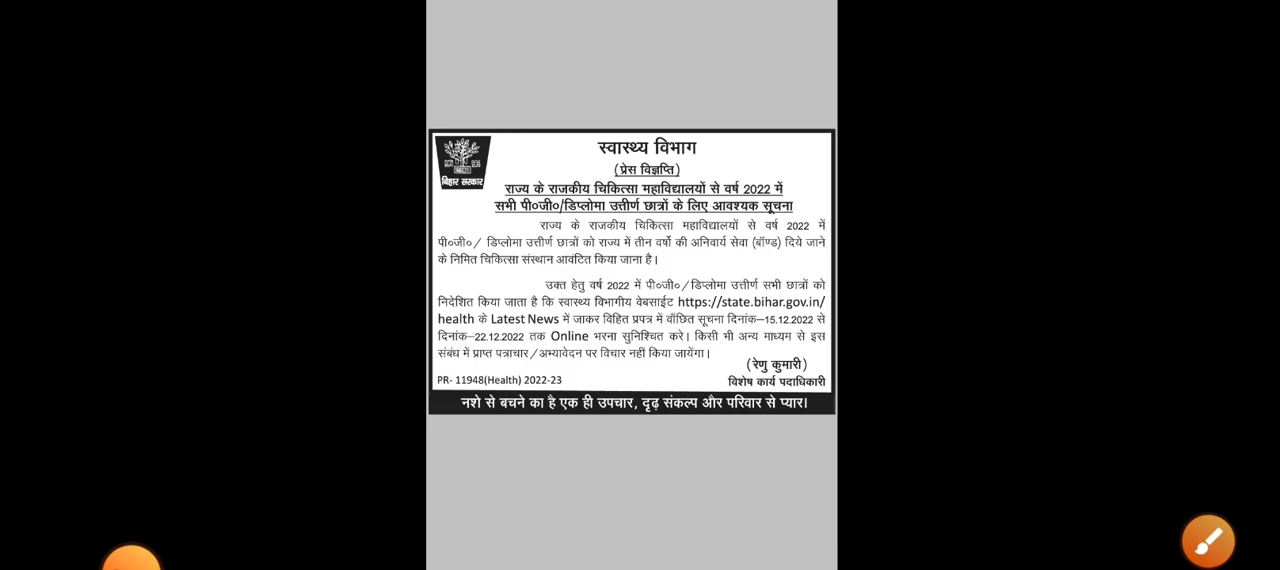 स्वास्थ्य विभाग
(प्रेस विज्ञप्ति)
बिहार सरकार
राज्य के राजकीय चिकित्सा महाविद्यालयों से वर्ष 2022 में
सभी पी०जी०/डिप्लोमा उत्तीर्ण छात्रों के लिए आवश्यक सूचना
राज्य के राजकीय चिकित्सा महाविद्यालयों से वर्ष 2022 में
पी०जी०/ डिप्लोमा उत्तीर्ण छात्रों को राज्य में तीन वर्षो की अनिवार्य सेवा (बॉण्ड) दिये जाने
के निमित चिकित्सा संस्थान आवंटित किया जाना है।
उक्त हेतु वर्ष 2022 में पी०जी०/डिप्लोमा उत्तीर्ण सभी छात्रों को
निदेशित किया जाता है कि स्वास्थ्य विभागीय वेबसाईट https://state.bihar.gov.in/
health के Latest News में जाकर विहित प्रपत्र में वाँछित सूचना दिनांक–15.12.2022 से
दिनांक–22.12.2022 तक Online भरना सुनिश्चित करे। किसी भी अन्य माध्यम से इस
संबंध में प्राप्त पत्राचार/अभ्यावेदन पर विचार नहीं किया जायेंगा।
(रेणु कुमारी)
PR- 11948(Health) 2022-23 विशेष कार्य पदाधिकारी
नशे से बचने का है एक ही उपचार, दृढ़ संकल्प और परिवार से प्यार।